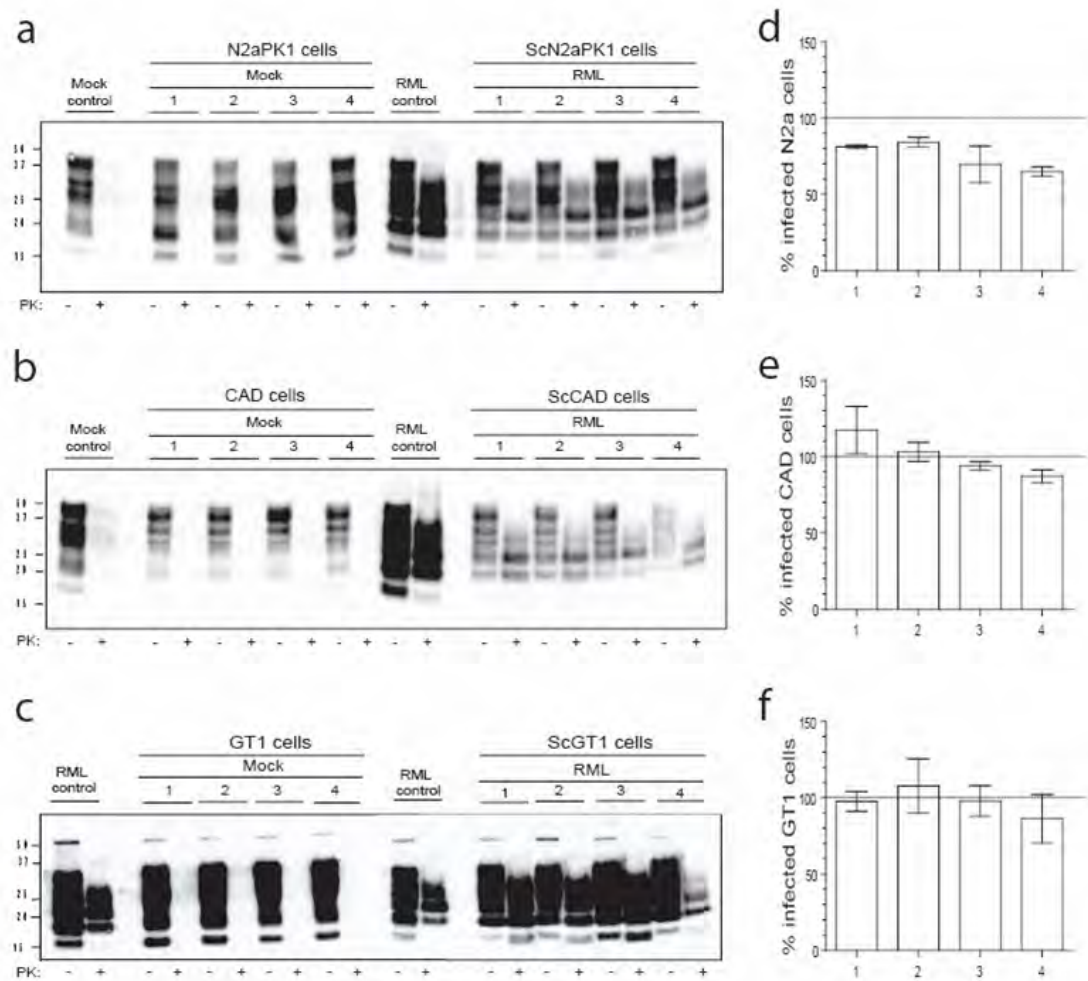 a
N2aPK1 cells
ScN2aPK1 cells
Mock control
Mock
RML control
RML
1 2 3 4
1 2 3 4
37
24
PK: - + - + - + - + - + - + - + - + - + - +
d
% infected N2a cells
150
100
50
0
1 2 3 4
b
CAD cells
ScCAD cells
Mock control
Mock
RML control
RML
1 2 3 4
1 2 3 4
PK: - + - + - + - + - + - + - + - + - + - +
e
% infected CAD cells
150
100
50
0
1 2 3 4
c
GT1 cells
ScGT1 cells
RML control
Mock
RML control
RML
1 2 3 4
1 2 3 4
37
24
PK: - + - + - + - + - + - + - + - + - + - +
f
% infected GT1 cells
150
100
50
0
1 2 3 4